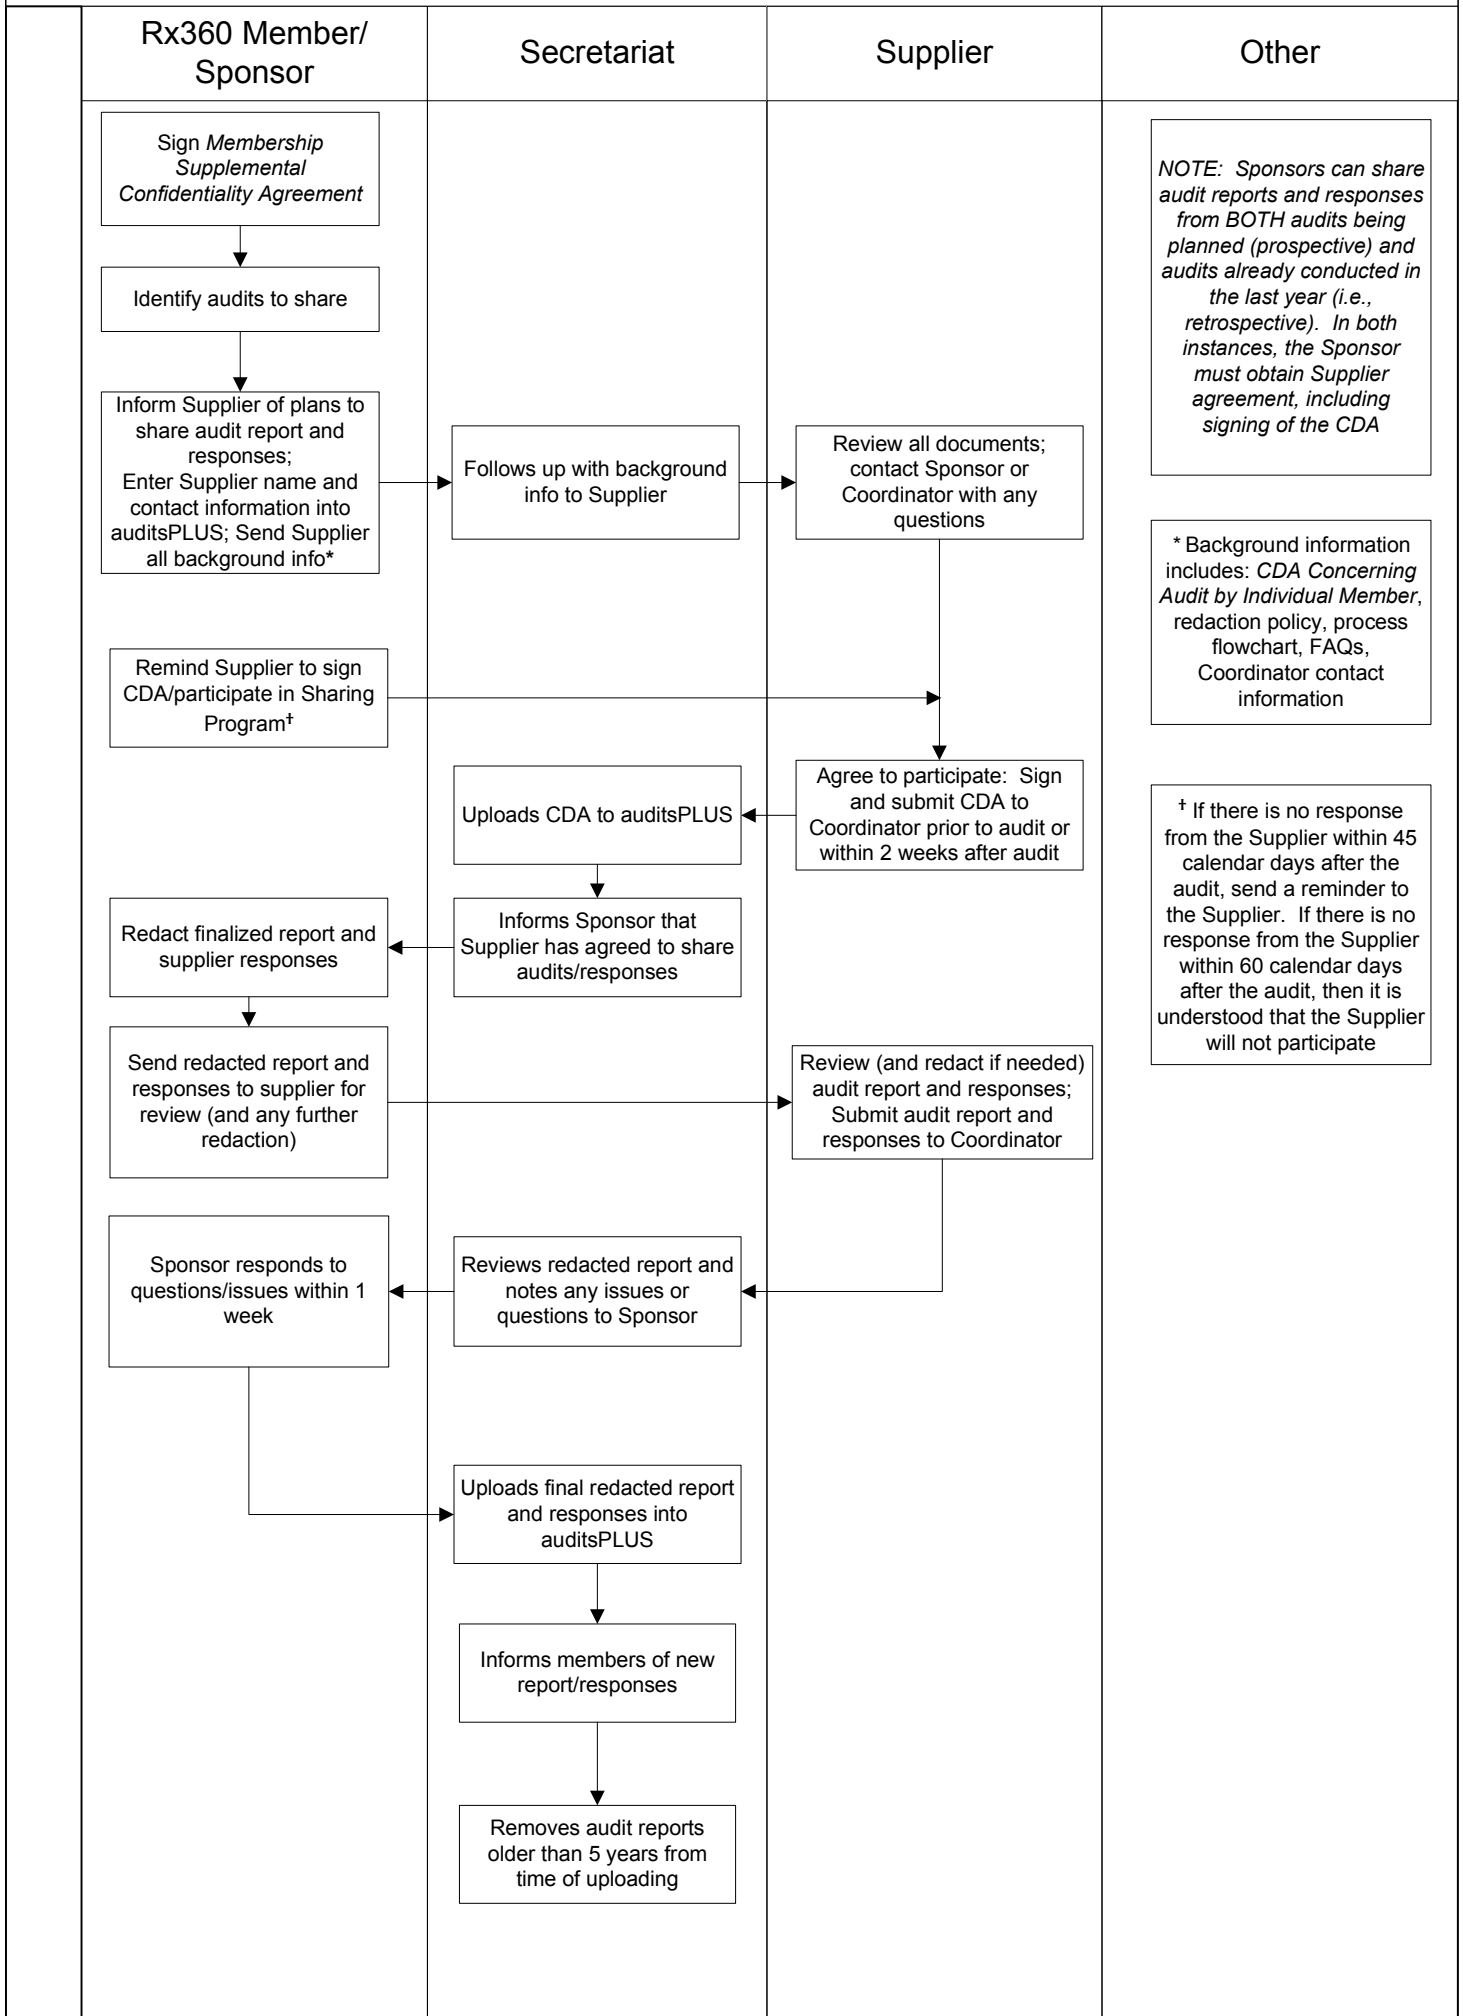 Rx360 Member/
Sponsor
Secretariat
Supplier
Other
Sign Membership
Supplemental
Confidentiality Agreement
Identify audits to share
Inform Supplier of plans to
share audit report and
responses;
Enter Supplier name and
contact information into
auditsPLUS; Send Supplier
all background info*
Follows up with background
info to Supplier
Review all documents;
contact Sponsor or
Coordinator with any
questions
NOTE: Sponsors can share
audit reports and responses
from BOTH audits being
planned (prospective) and
audits already conducted in
the last year (i.e.,
retrospective). In both
instances, the Sponsor
must obtain Supplier
agreement, including
signing of the CDA
* Background information
includes: CDA Concerning
Audit by Individual Member,
redaction policy, process
flowchart, FAQs,
Coordinator contact
information
Remind Supplier to sign
CDA/participate in Sharing
Program†
Agree to participate: Sign
and submit CDA to
Coordinator prior to audit or
within 2 weeks after audit
Uploads CDA to auditsPLUS
Informs Sponsor that
Supplier has agreed to share
audits/responses
Redact finalized report and
supplier responses
† If there is no response
from the Supplier within 45
calendar days after the
audit, send a reminder to
the Supplier. If there is no
response from the Supplier
within 60 calendar days
after the audit, then it is
understood that the Supplier
will not participate
Send redacted report and
responses to supplier for
review (and any further
redaction)
Review (and redact if needed)
audit report and responses;
Submit audit report and
responses to Coordinator
Reviews redacted report and
notes any issues or
questions to Sponsor
Sponsor responds to
questions/issues within 1
week
Uploads final redacted report
and responses into
auditsPLUS
Informs members of new
report/responses
Removes audit reports
older than 5 years from
time of uploading